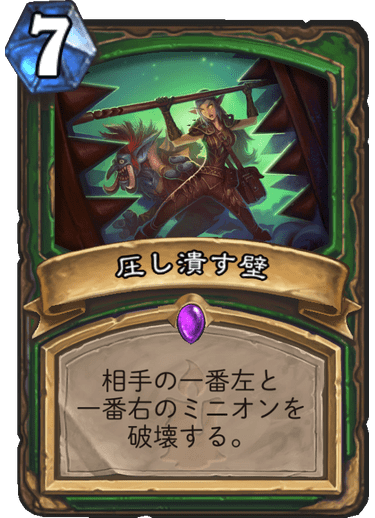 7
圧し潰す壁
相手の一番左と
一番右のミニオンを
破壊する。